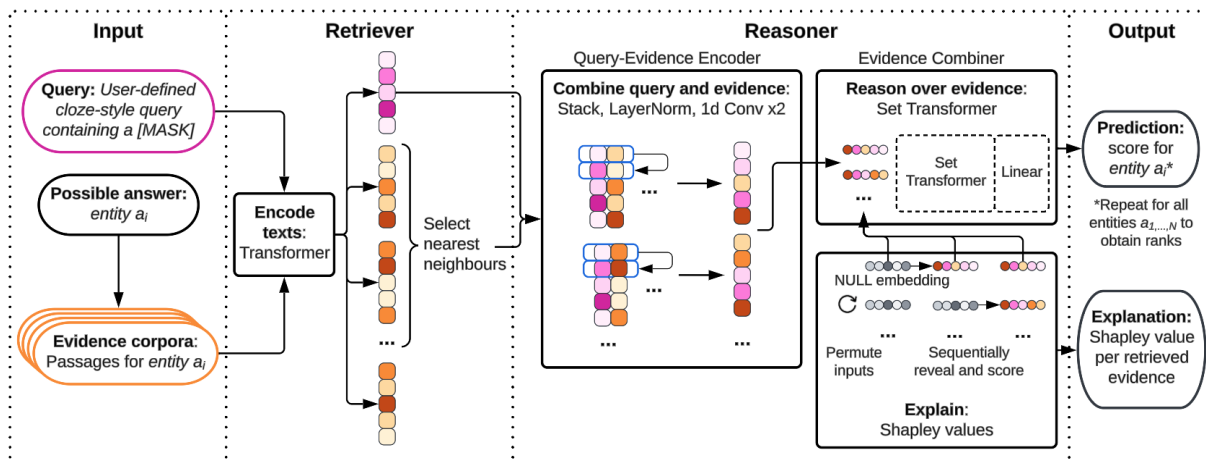 Input
Retriever
Reasoner
Output
Query: User-defined
cloze-style query
containing a [MASK]
Possible answer:
entity aᵢ
Evidence corpora:
Passages for entity aᵢ
Encode
texts:
Transformer
Select
nearest
neighbours
...
Query-Evidence Encoder
Combine query and evidence:
Stack, LayerNorm, 1d Conv x2
...
...
...
...
Evidence Combiner
Reason over evidence:
Set Transformer
...
Set
Transformer
Linear
NULL embedding
...
...
...
Permute
inputs
Sequentially
reveal and score
Explain:
Shapley values
Prediction:
score for
entity aᵢ*
*Repeat for all
entities a₁,...,N to
obtain ranks
Explanation:
Shapley value
per retrieved
evidence